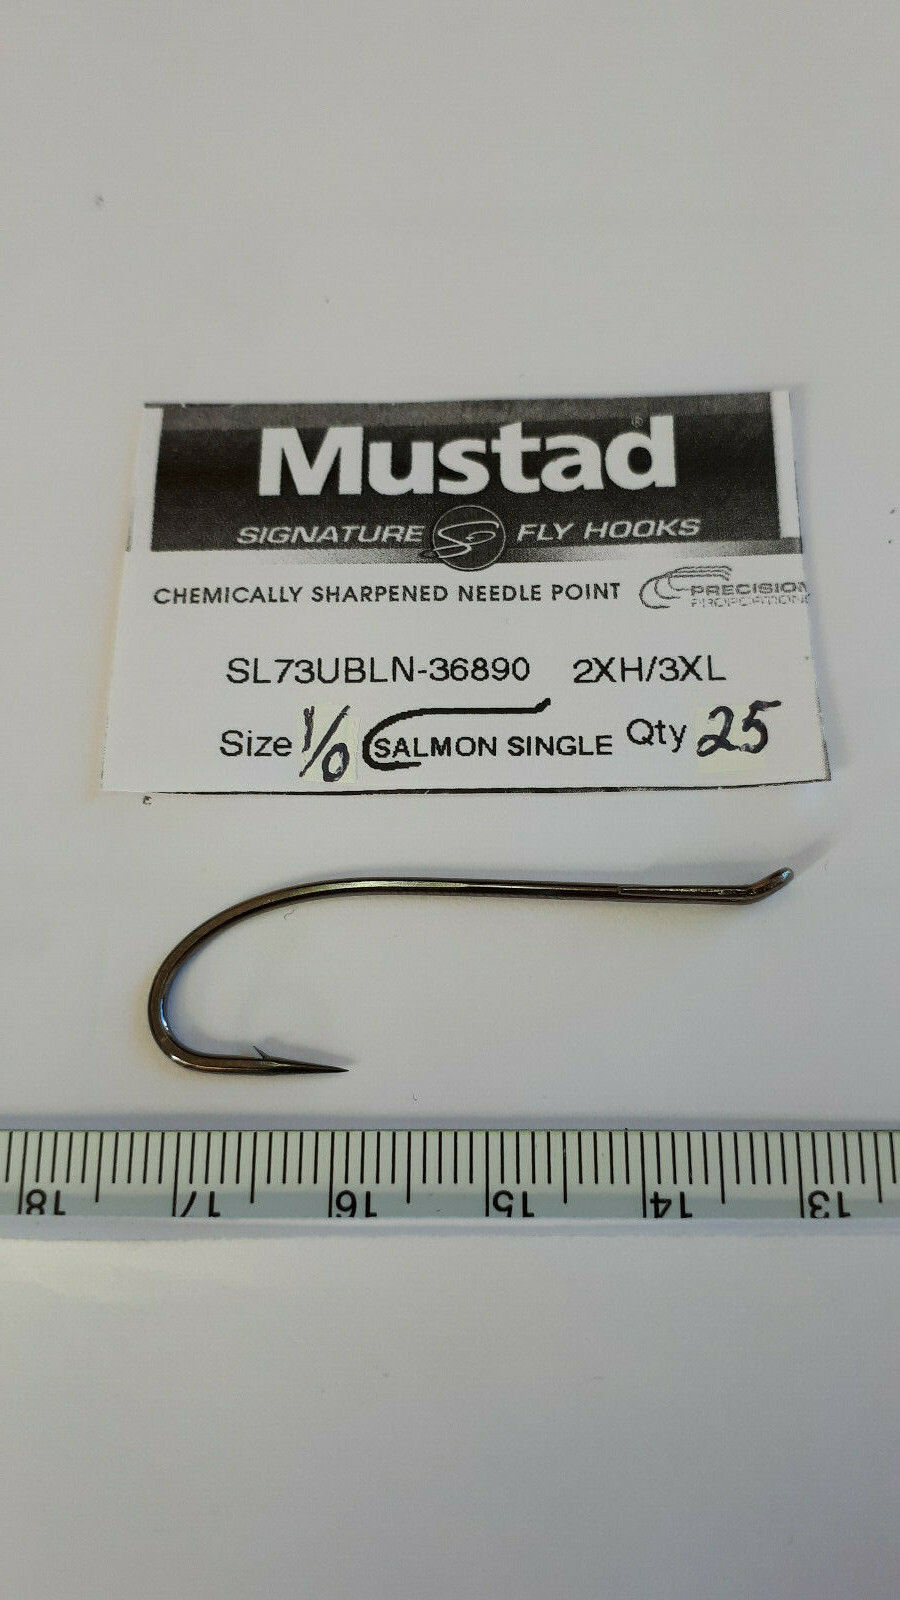 Mustad®
SIGNATURE S FLY HOOKS
CHEMICALLY SHARPENED NEEDLE POINT PRECISION
SL73UBLN-36890 2XH/3XL
Size 1/0 SALMON SINGLE Qty 25
18 17 16 15 14 13